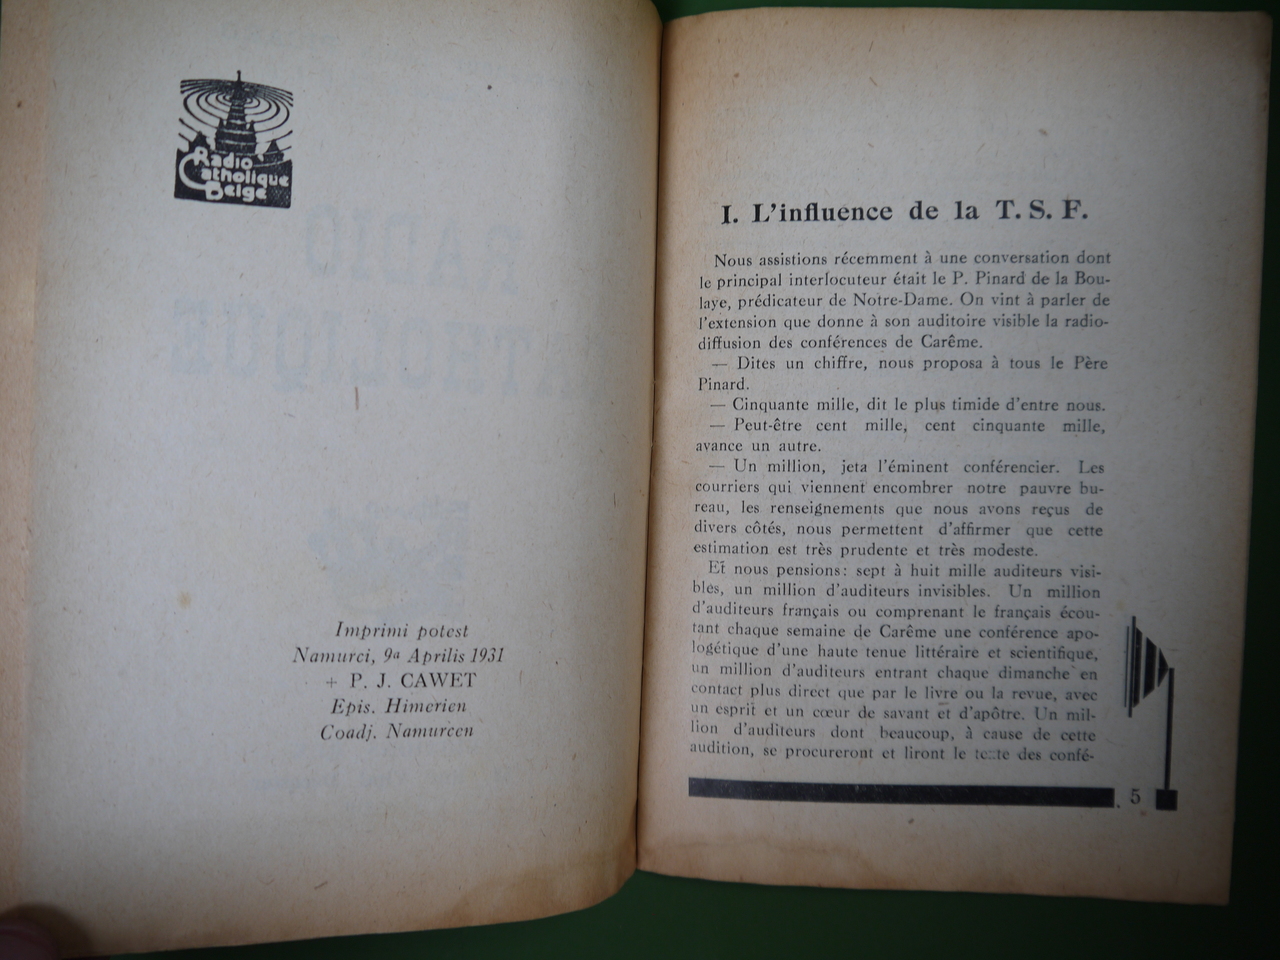 Radio
Catholique
Belge
Imprimi potest
Namurci, 9a Aprilis 1931
+ P. J. CAWET
Epis. Himerien
Coadj. Namurcen
I. L'influence de la T. S. F.
Nous assistions récemment à une conversation dont
le principal interlocuteur était le P. Pinard de la Bou-
laye, prédicateur de Notre-Dame. On vint à parler de
l'extension que donne à son auditoire visible la radio-
diffusion des conférences de Carême.
— Dites un chiffre, nous proposa à tous le Père
Pinard.
— Cinquante mille, dit le plus timide d'entre nous.
— Peut-être cent mille, cent cinquante mille,
avance un autre.
— Un million, jeta l'éminent conférencier. Les
courriers qui viennent encombrer notre pauvre bu-
reau, les renseignements que nous avons reçus de
divers côtés, nous permettent d'affirmer que cette
estimation est très prudente et très modeste.
Et nous pensions: sept à huit mille auditeurs visi-
bles, un million d'auditeurs invisibles. Un million
d'auditeurs français ou comprenant le français écou-
tant chaque semaine de Carême une conférence apo-
logétique d'une haute tenue littéraire et scientifique,
un million d'auditeurs entrant chaque dimanche en
contact plus direct que par le livre ou la revue, avec
un esprit et un cœur de savant et d'apôtre. Un mil-
lion d'auditeurs dont beaucoup, à cause de cette
audition, se procureront et liront le texte des confé-
5